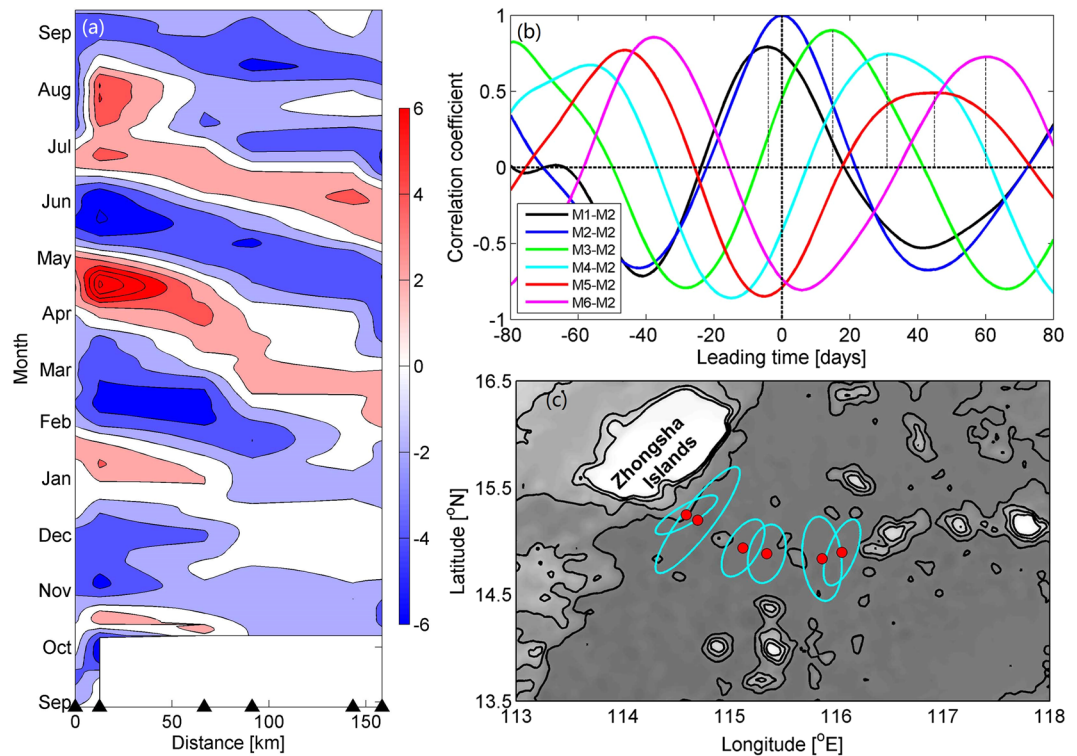 (a)
Sep
Aug
Jul
Jun
May
Apr
Mar
Feb
Jan
Dec
Nov
Oct
Sep
Month
0
50
100
150
Distance [km]
6
4
2
0
-2
-4
-6
(b)
1
0.5
0
-0.5
-1
Correlation coefficient
M1-M2
M2-M2
M3-M2
M4-M2
M5-M2
M6-M2
-80
-60
-40
-20
0
20
40
60
80
Leading time [days]
(c)
16.5
15.5
14.5
13.5
Latitude [°N]
Zhongsha
Islands
113
114
115
116
117
118
Longitude [°E]